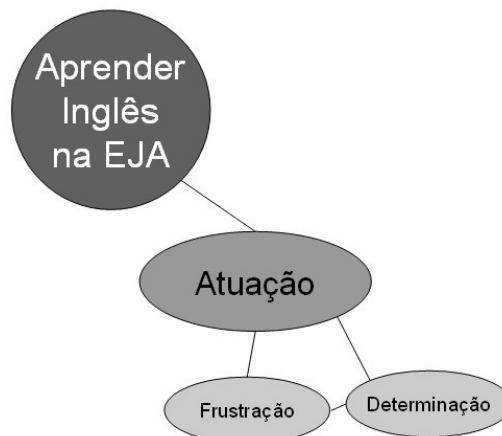 Aprender
Inglês
na EJA
Atuação
Frustração
Determinação